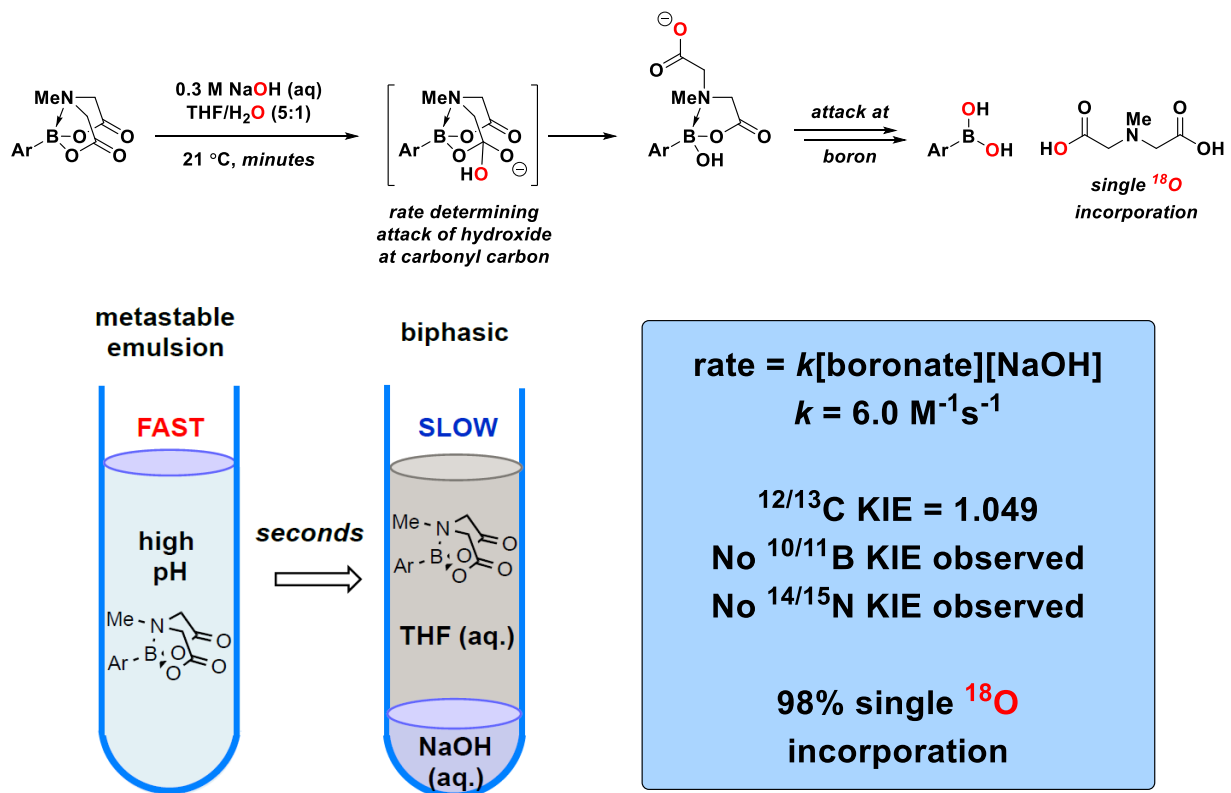 0.3 M NaOH (aq)
THF/H₂O (5:1)
21 °C, minutes
MeN
B
O
O
O
O
Ar
MeN
B
O
O
O
O
⊖
Ar
HO
rate determining
attack of hydroxide
at carbonyl carbon
⊖
O
O
MeN
B
O
O
Ar
OH
attack at
boron
OH
B
Ar
OH
O
HO
Me
N
O
OH
single ¹⁸O
incorporation
metastable
emulsion
FAST
high
pH
Me
N
B
O
O
O
O
Ar
seconds
biphasic
SLOW
Me
N
B
O
O
O
O
Ar
THF (aq.)
NaOH
(aq.)
rate = k[boronate][NaOH]
k = 6.0 M⁻¹s⁻¹
¹²/¹³C KIE = 1.049
No ¹⁰/¹¹B KIE observed
No ¹⁴/¹⁵N KIE observed
98% single ¹⁸O
incorporation